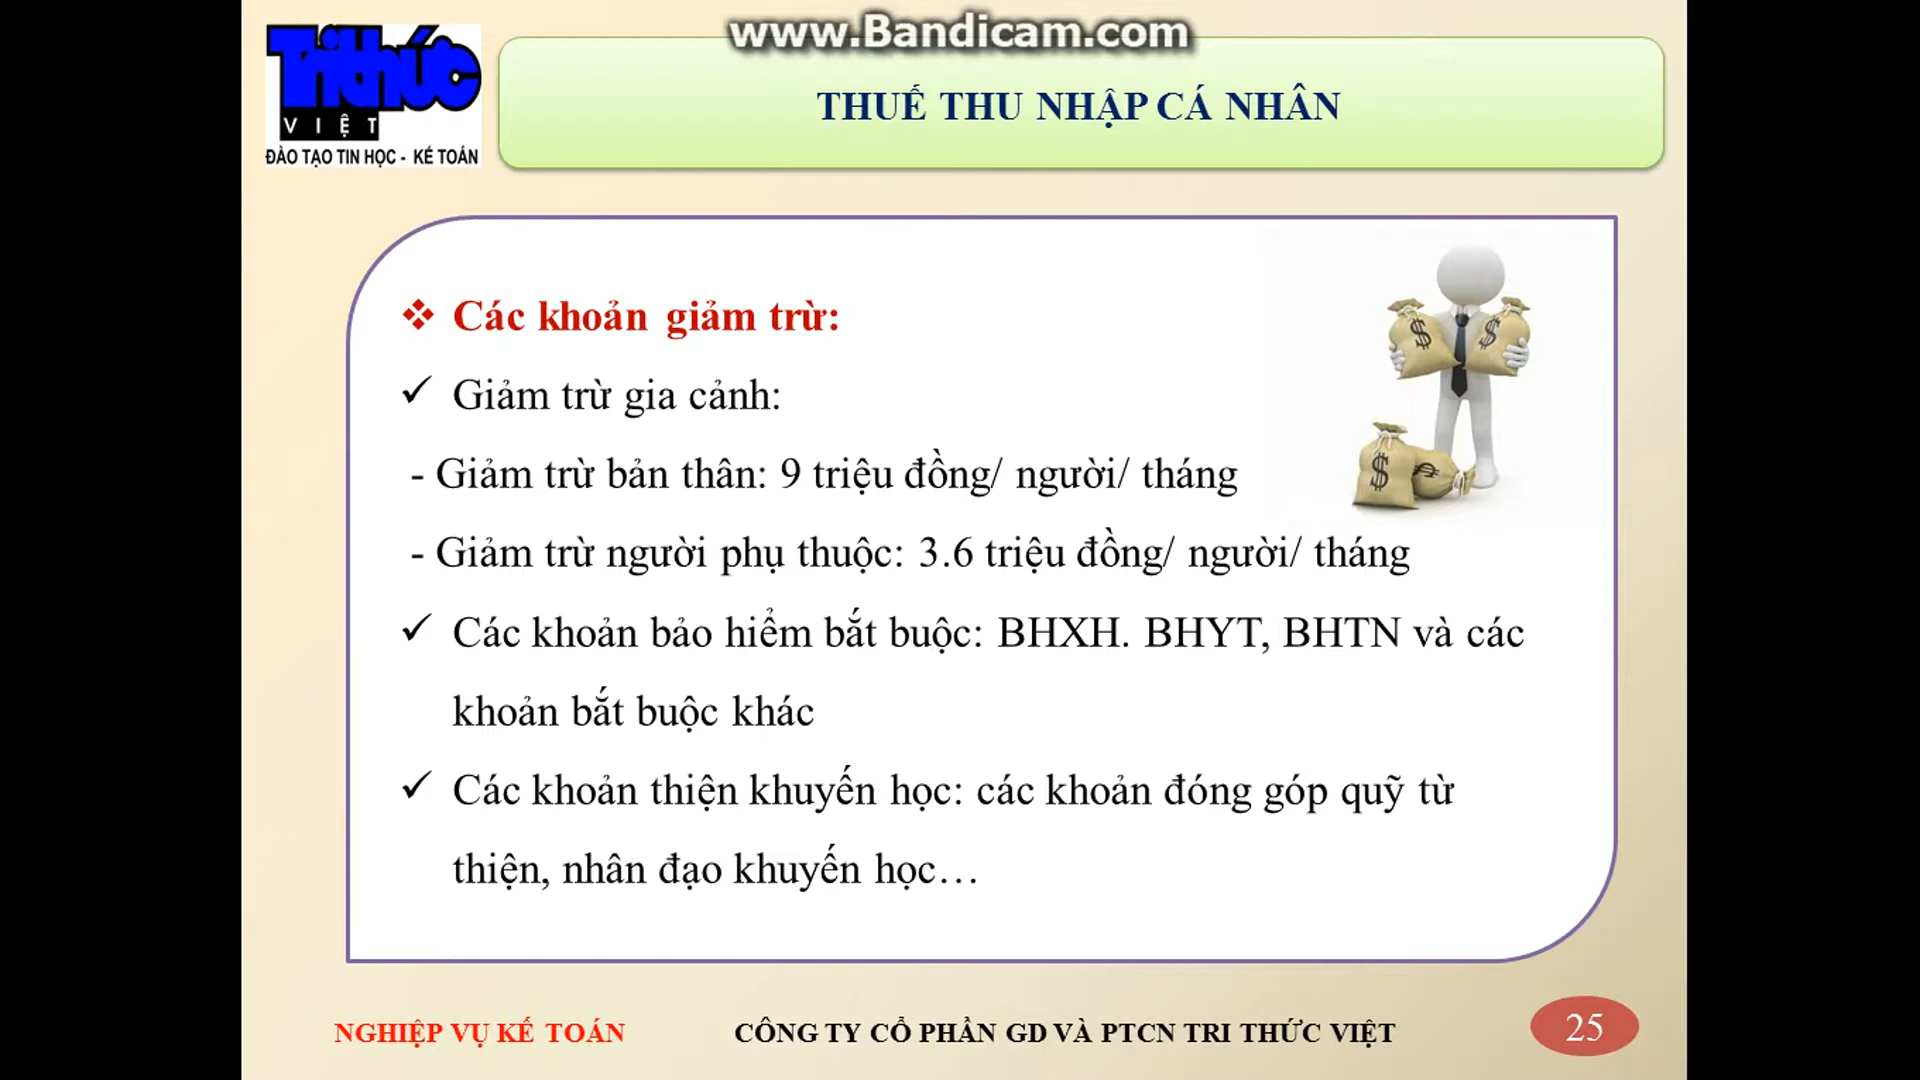 www.Bandicam.com
Trithức
VIỆT
ĐÀO TẠO TIN HỌC - KẾ TOÁN
THUẾ THU NHẬP CÁ NHÂN
Các khoản giảm trừ:
Giảm trừ gia cảnh:
- Giảm trừ bản thân: 9 triệu đồng/ người/ tháng
- Giảm trừ người phụ thuộc: 3.6 triệu đồng/ người/ tháng
Các khoản bảo hiểm bắt buộc: BHXH. BHYT, BHTN và các
khoản bắt buộc khác
Các khoản thiện khuyến học: các khoản đóng góp quỹ từ
thiện, nhân đạo khuyến học…
NGHIỆP VỤ KẾ TOÁN
CÔNG TY CỔ PHẦN GD VÀ PTCN TRI THỨC VIỆT
25